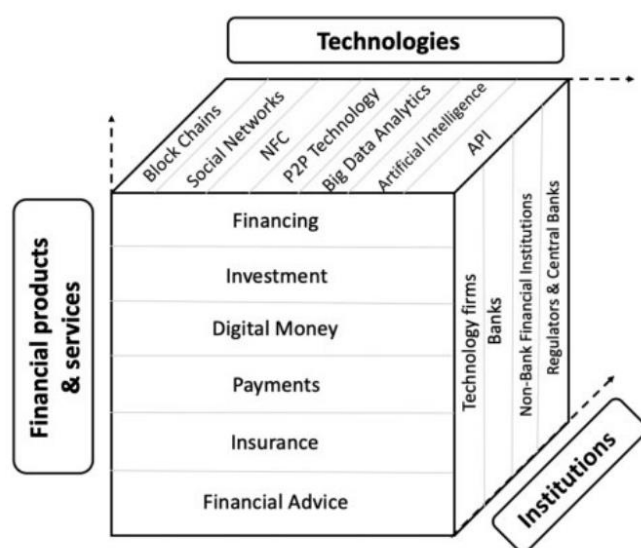 Technologies
Block Chains
Social Networks
NFC
P2P Technology
Big Data Analytics
Artificial Intelligence
API
Financial products
& services
Financing
Investment
Digital Money
Payments
Insurance
Financial Advice
Technology firms
Banks
Non-Bank Financial Institutions
Regulators & Central Banks
Institutions